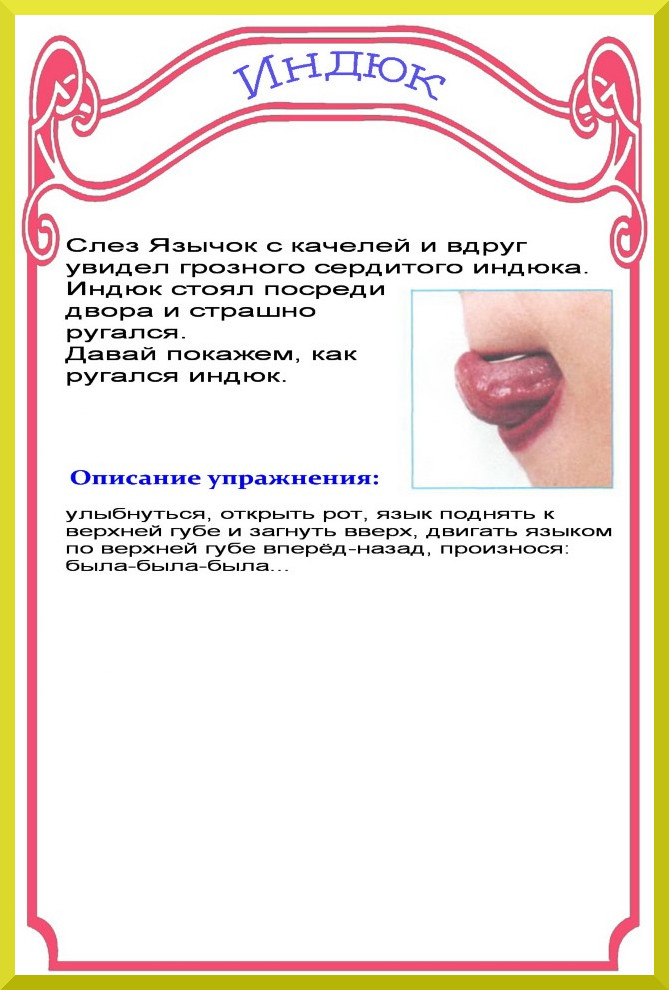 Индюк
Слез Язычок с качелей и вдруг
увидел грозного сердитого индюка.
Индюк стоял посреди
двора и страшно
ругался.
Давай покажем, как
ругался индюк.
Описание упражнения:
улыбнуться, открыть рот, язык поднять к
верхней губе и загнуть вверх, двигать языком
по верхней губе вперёд-назад, произнося:
была-была-была...